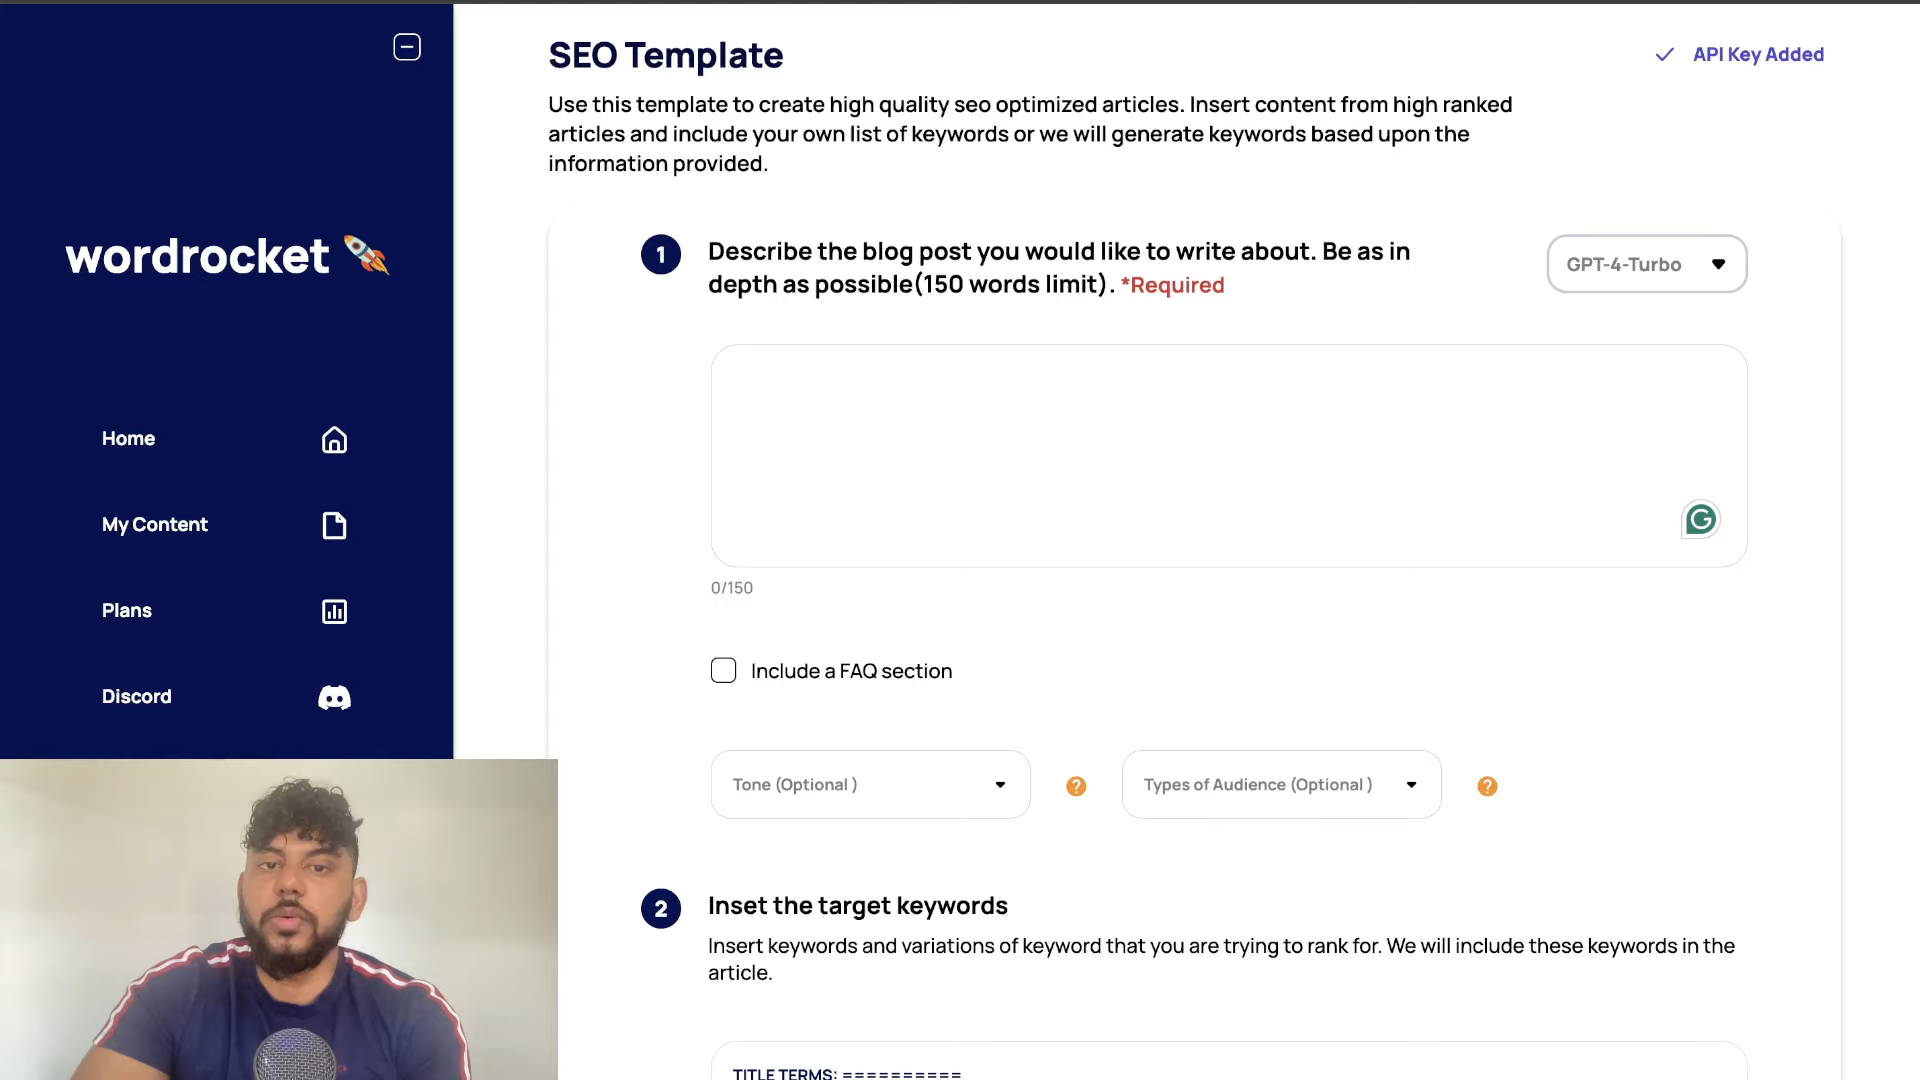 SEO Template
API Key Added
Use this template to create high quality seo optimized articles. Insert content from high ranked
articles and include your own list of keywords or we will generate keywords based upon the
information provided.
wordrocket
1
Describe the blog post you would like to write about. Be as in
depth as possible(150 words limit). *Required
GPT-4-Turbo
Home
My Content
Plans
Discord
0/150
Include a FAQ section
Tone (Optional )
?
Types of Audience (Optional )
?
2
Inset the target keywords
Insert keywords and variations of keyword that you are trying to rank for. We will include these keywords in the
article.
TITLE TERMS: ==========